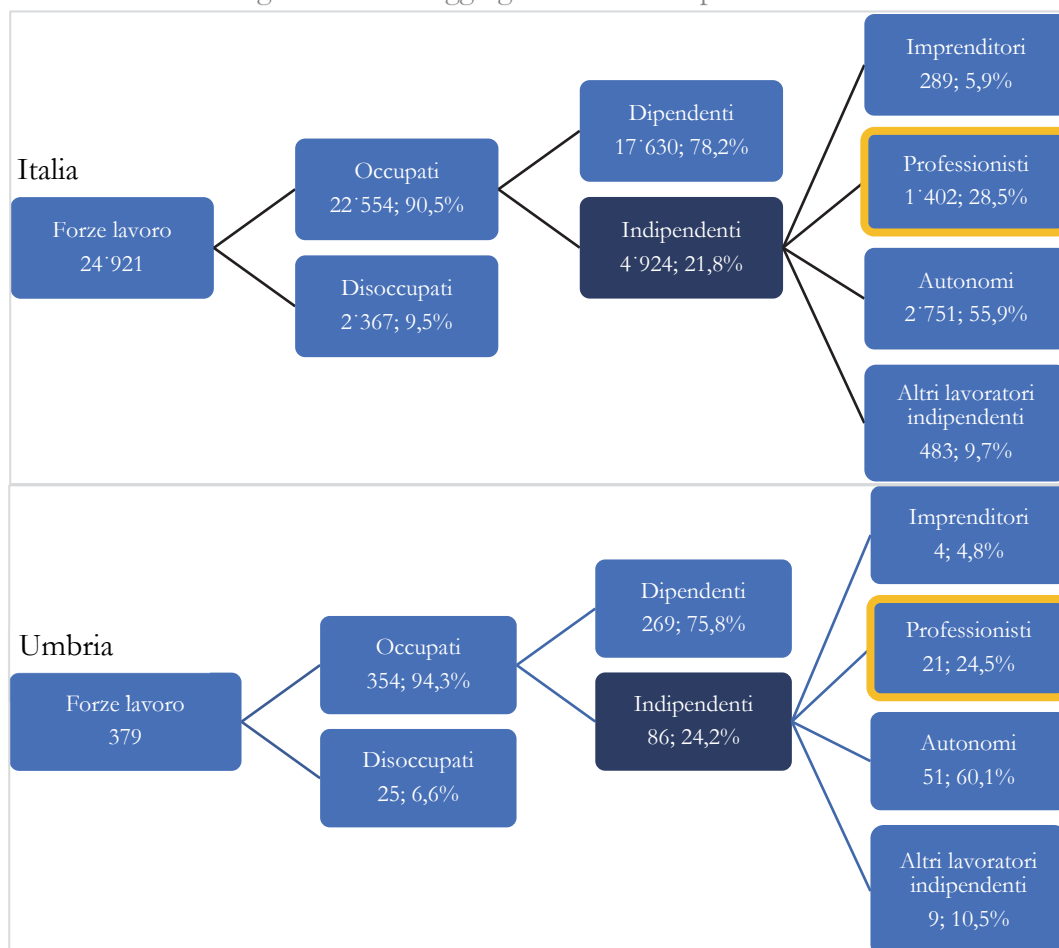 Italia
Forze lavoro
24˙921
Occupati
22˙554; 90,5%
Disoccupati
2˙367; 9,5%
Dipendenti
17˙630; 78,2%
Indipendenti
4˙924; 21,8%
Imprenditori
289; 5,9%
Professionisti
1˙402; 28,5%
Autonomi
2˙751; 55,9%
Altri lavoratori
indipendenti
483; 9,7%
Umbria
Forze lavoro
379
Occupati
354; 94,3%
Disoccupati
25; 6,6%
Dipendenti
269; 75,8%
Indipendenti
86; 24,2%
Imprenditori
4; 4,8%
Professionisti
21; 24,5%
Autonomi
51; 60,1%
Altri lavoratori
indipendenti
9; 10,5%